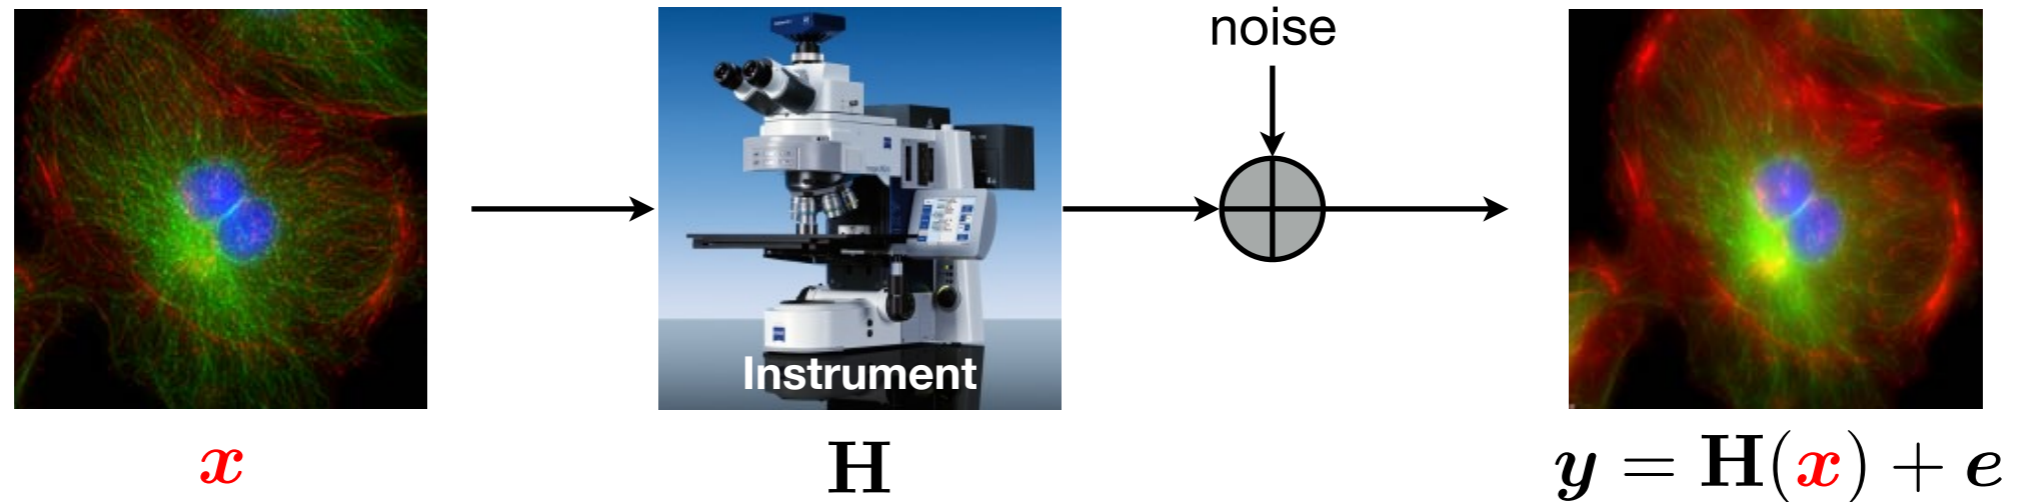 noise
Instrument
x
H
y = H(x) + e